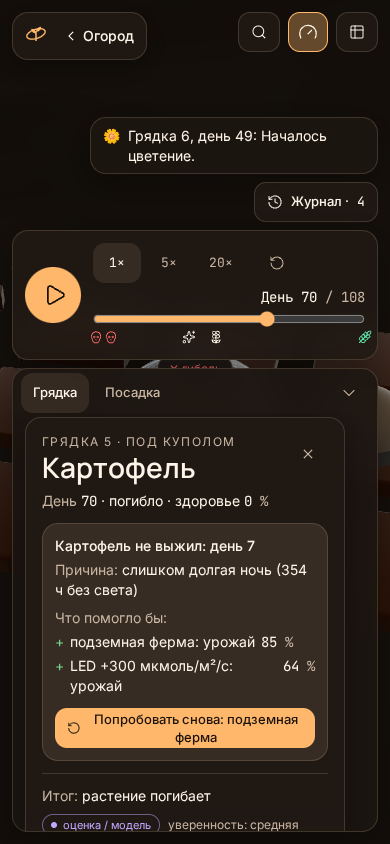 Огород
Грядка 6, день 49: Началось
цветение.
Журнал · 4
1×
5×
20×
День 70 / 108
Грядка
Посадка
ГРЯДКА 5 · ПОД КУПОЛОМ
Картофель
День 70 · погибло · здоровье 0 %
Картофель не выжил: день 7
Причина: слишком долгая ночь (354
ч без света)
Что помогло бы:
+ подземная ферма: урожай 85 %
+ LED +300 мкмоль/м²/с: 64 %
урожай
Попробовать снова: подземная
ферма
Итог: растение погибает
оценка / модель уверенность: средняя